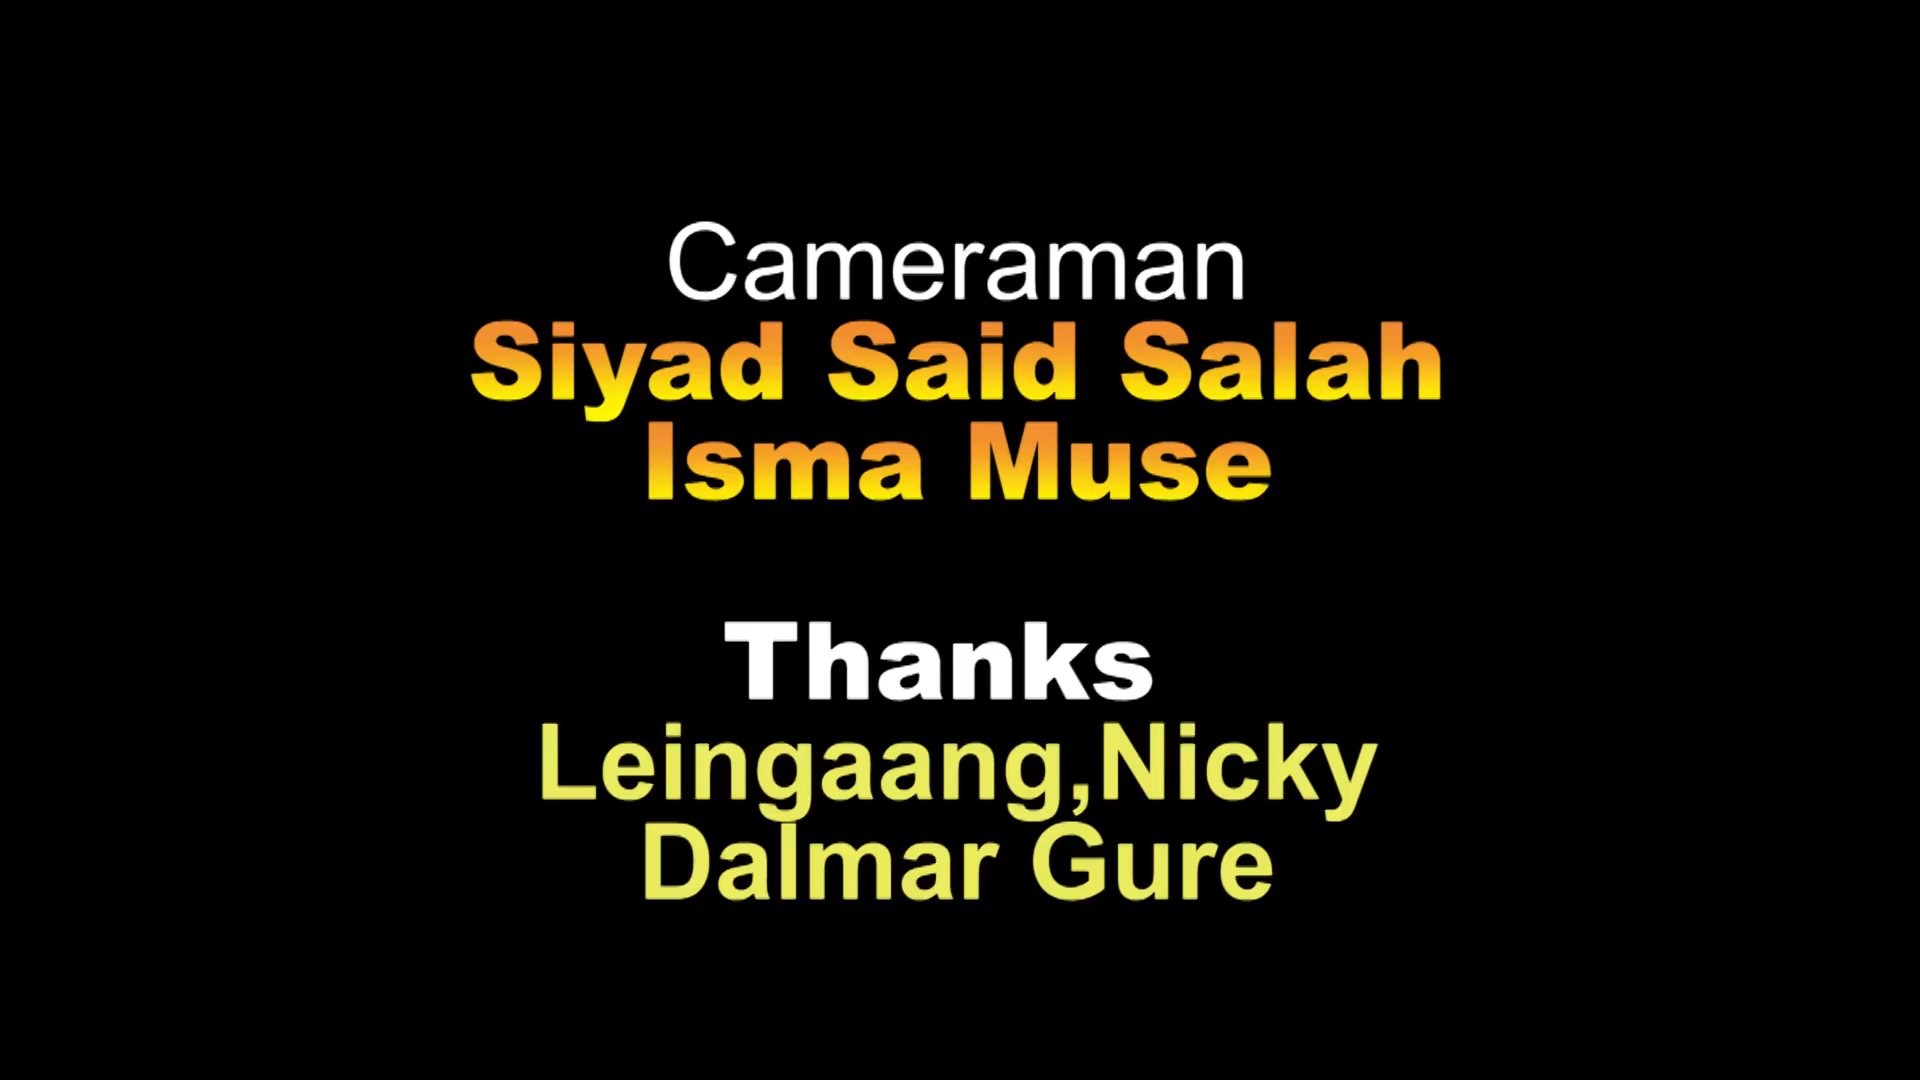 Cameraman
Siyad Said Salah
Isma Muse
Thanks
Leingaang,Nicky
Dalmar Gure